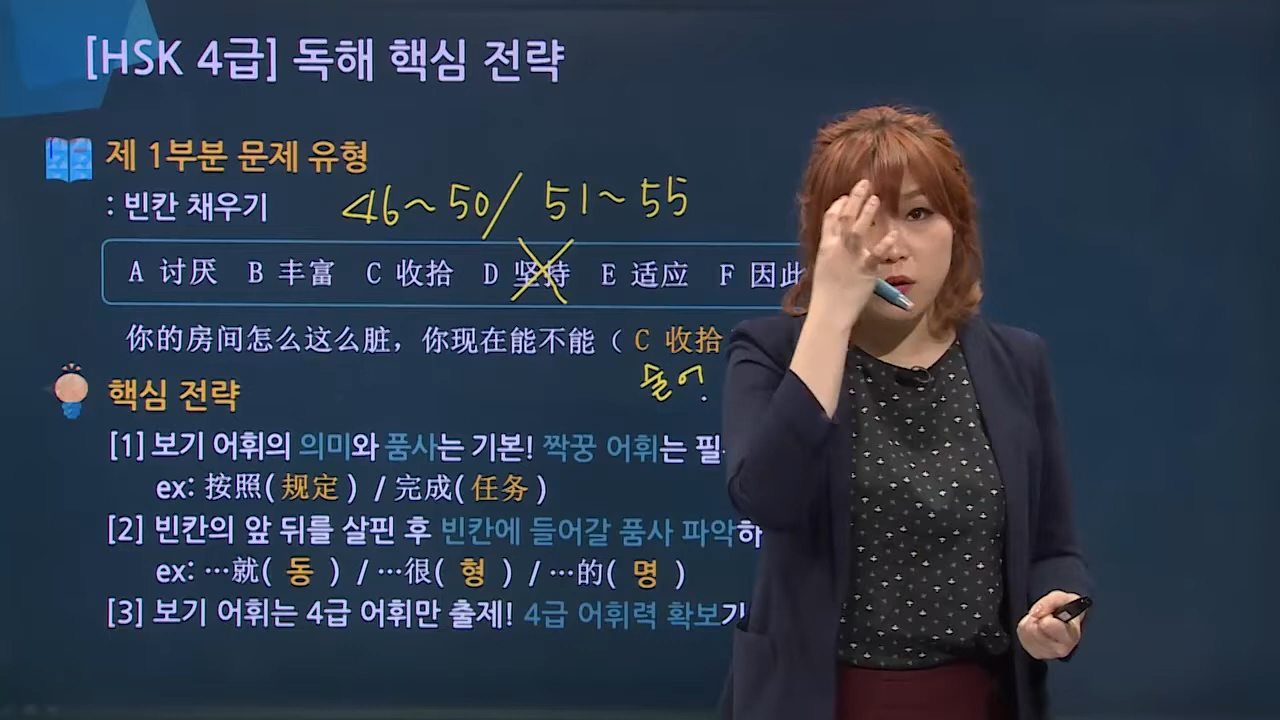 [HSK 4급] 독해 핵심 전략
제 1부분 문제 유형
: 빈칸 채우기
46~50/ 51~55
A 讨厌 B 丰富 C 收拾 D 坚持 E 适应 F 因此
你的房间怎么这么脏，你现在能不能（ C 收拾
핵심 전략
[1] 보기 어휘의 의미와 품사는 기본! 짝꿍 어휘는 필
ex: 按照( 规定 ) / 完成( 任务 )
[2] 빈칸의 앞 뒤를 살핀 후 빈칸에 들어갈 품사 파악하
ex: …就( 동 ) / …很( 형 ) / …的( 명 )
[3] 보기 어휘는 4급 어휘만 출제! 4급 어휘력 확보기